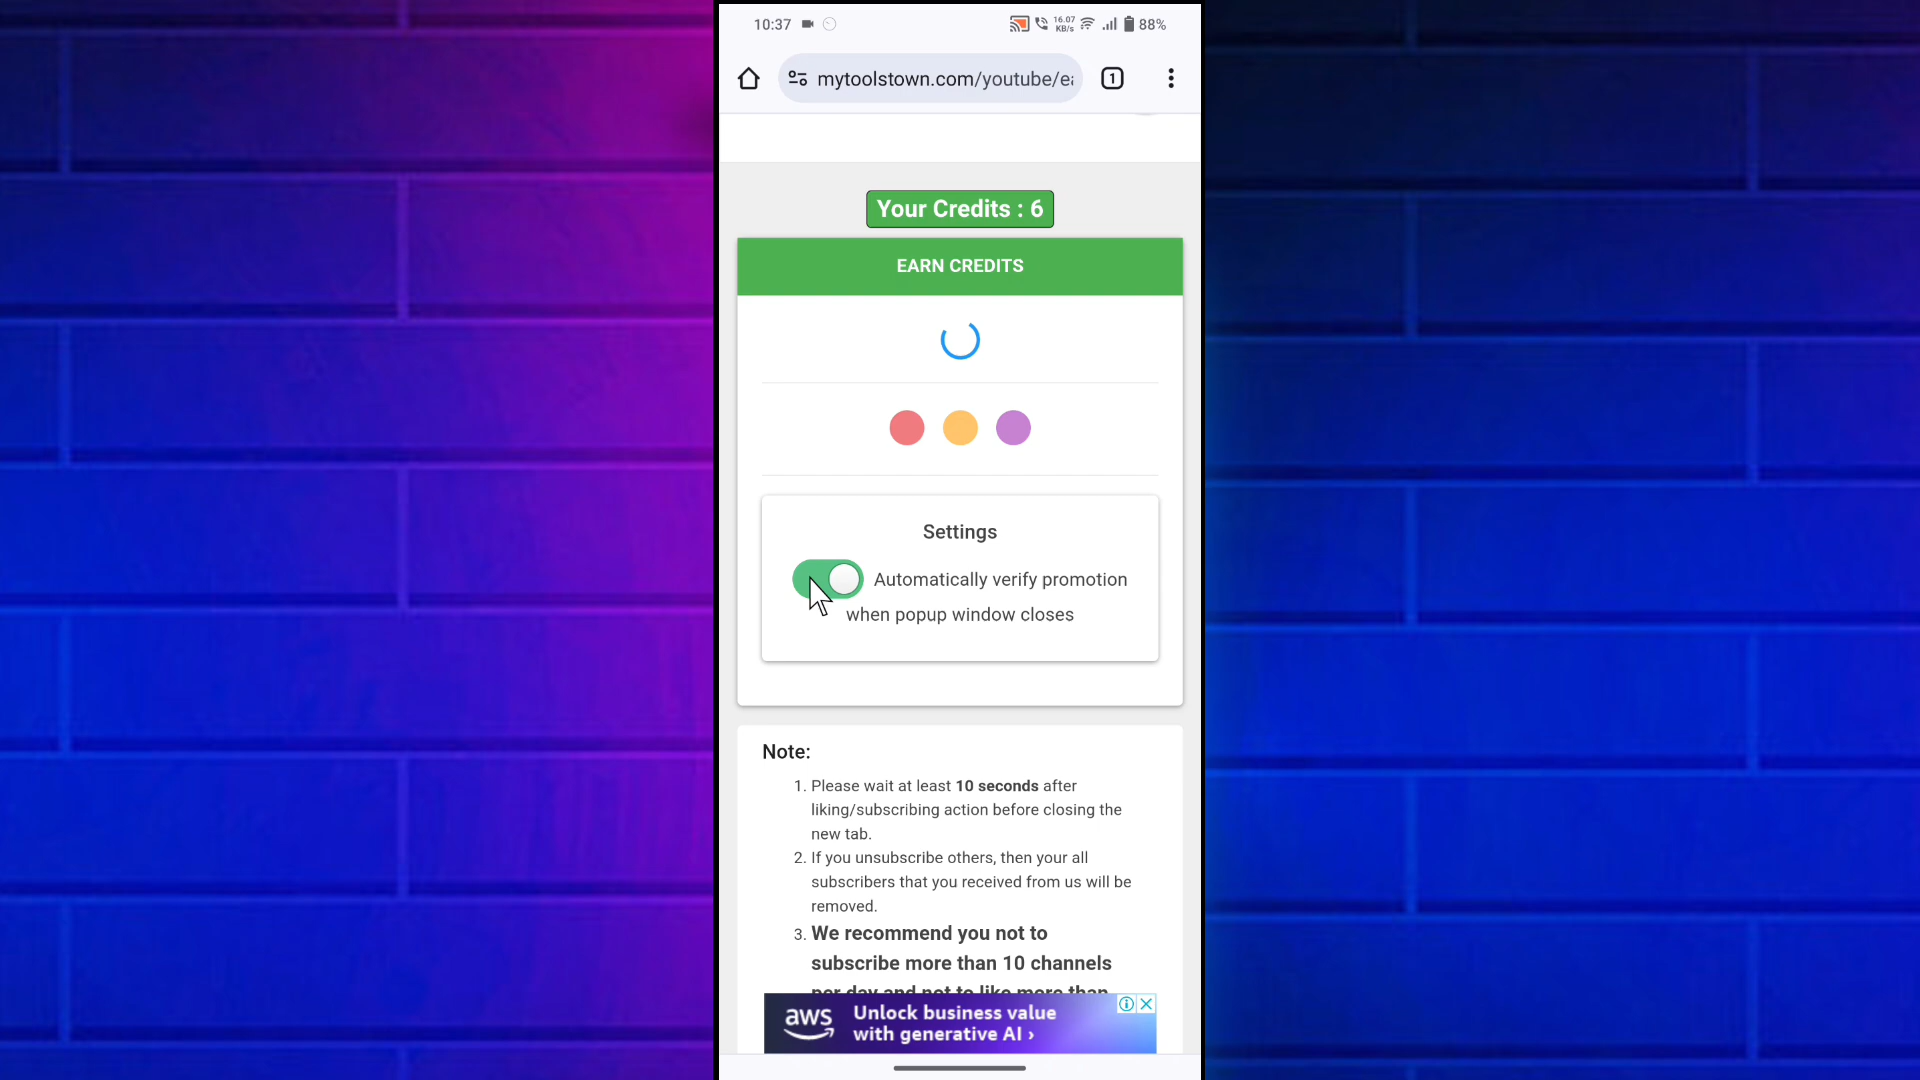 10:37
16.07
KB/s
88%
mytoolstown.com/youtube/ea
1
Your Credits : 6
EARN CREDITS
Settings
Automatically verify promotion
when popup window closes
Note:
1. Please wait at least 10 seconds after
liking/subscribing action before closing the
new tab.
2. If you unsubscribe others, then your all
subscribers that you received from us will be
removed.
3. We recommend you not to
subscribe more than 10 channels
per day and not to like more than
aws
Unlock business value
with generative AI ›